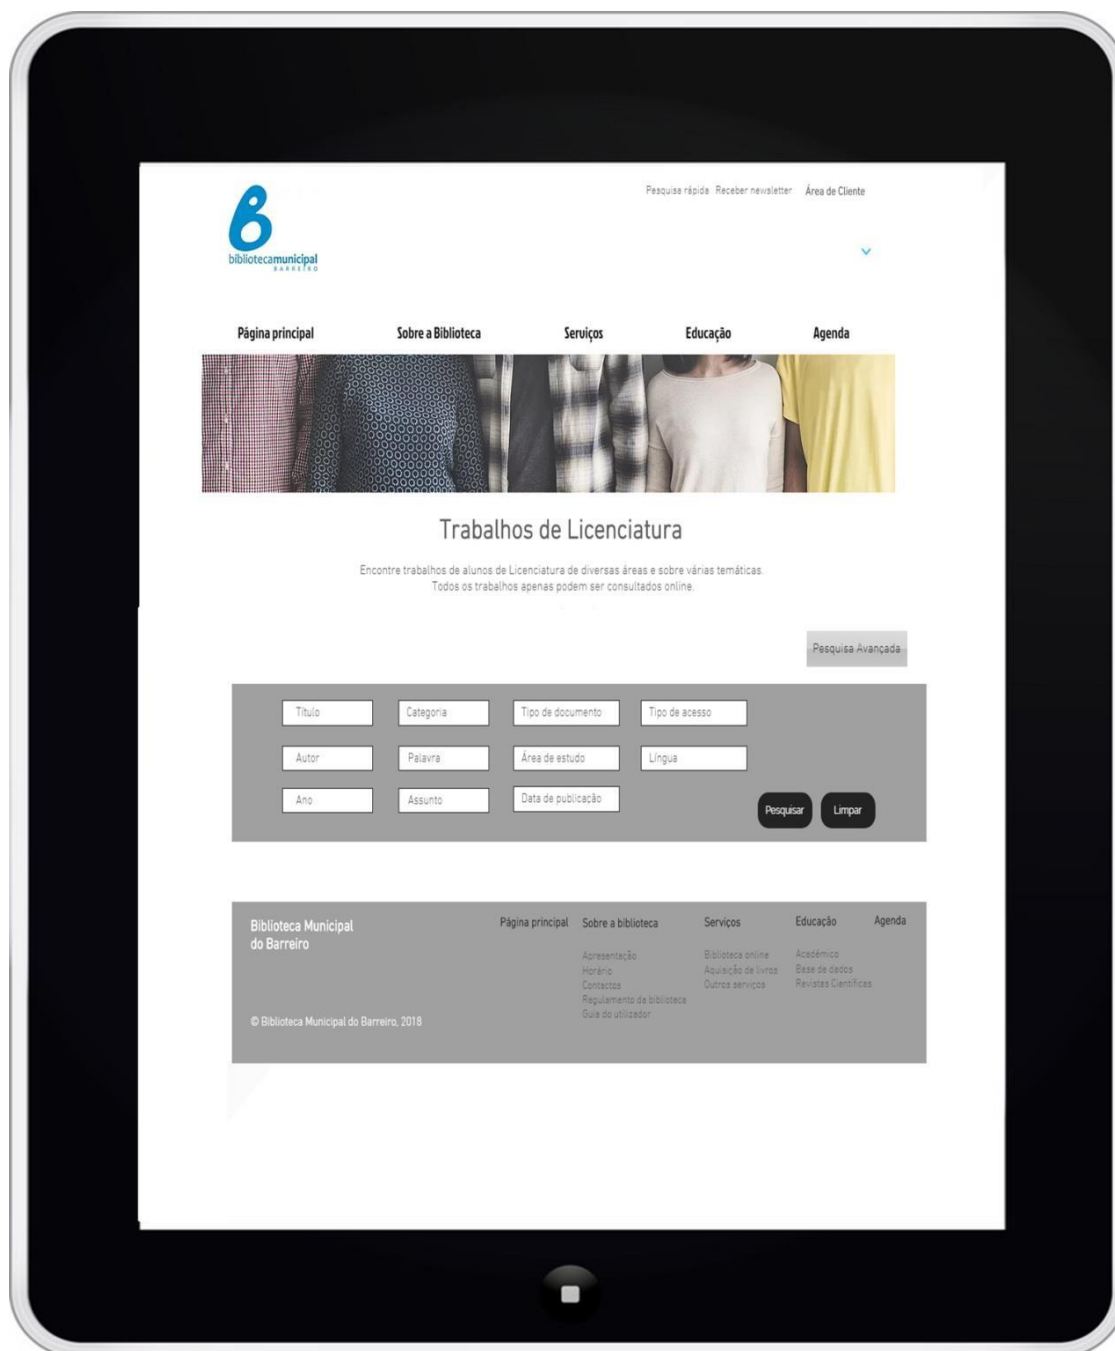 Pesquisa rápida Receber newsletter Área de Cliente
bibliotecamunicipal
BARREIRO
Página principal Sobre a Biblioteca Serviços Educação Agenda
Trabalhos de Licenciatura
Encontre trabalhos de alunos de Licenciatura de diversas áreas e sobre várias temáticas.
Todos os trabalhos apenas podem ser consultados online.
Pesquisa Avançada
Título Categoria Tipo de documento Tipo de acesso
Autor Palavra Área de estudo Língua
Ano Assunto Data de publicação
Pesquisar Limpar
Biblioteca Municipal
do Barreiro
© Biblioteca Municipal do Barreiro, 2018
Página principal
Sobre a biblioteca
Apresentação
Horário
Contactos
Regulamento da biblioteca
Guia do utilizador
Serviços
Biblioteca online
Aquisição de livros
Outros serviços
Educação
Académico
Base de dados
Revistas Científicas
Agenda